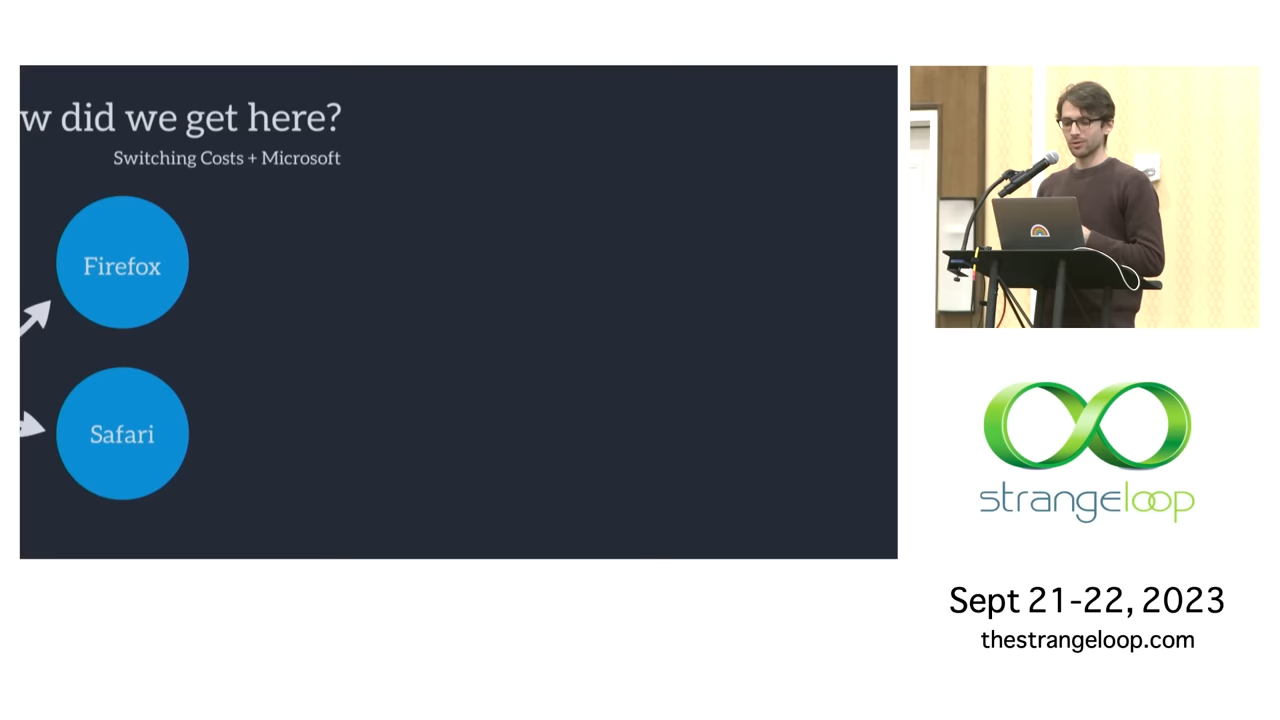 w did we get here?
Switching Costs + Microsoft
Firefox
Safari
strangeloop
Sept 21-22, 2023
thestrangeloop.com